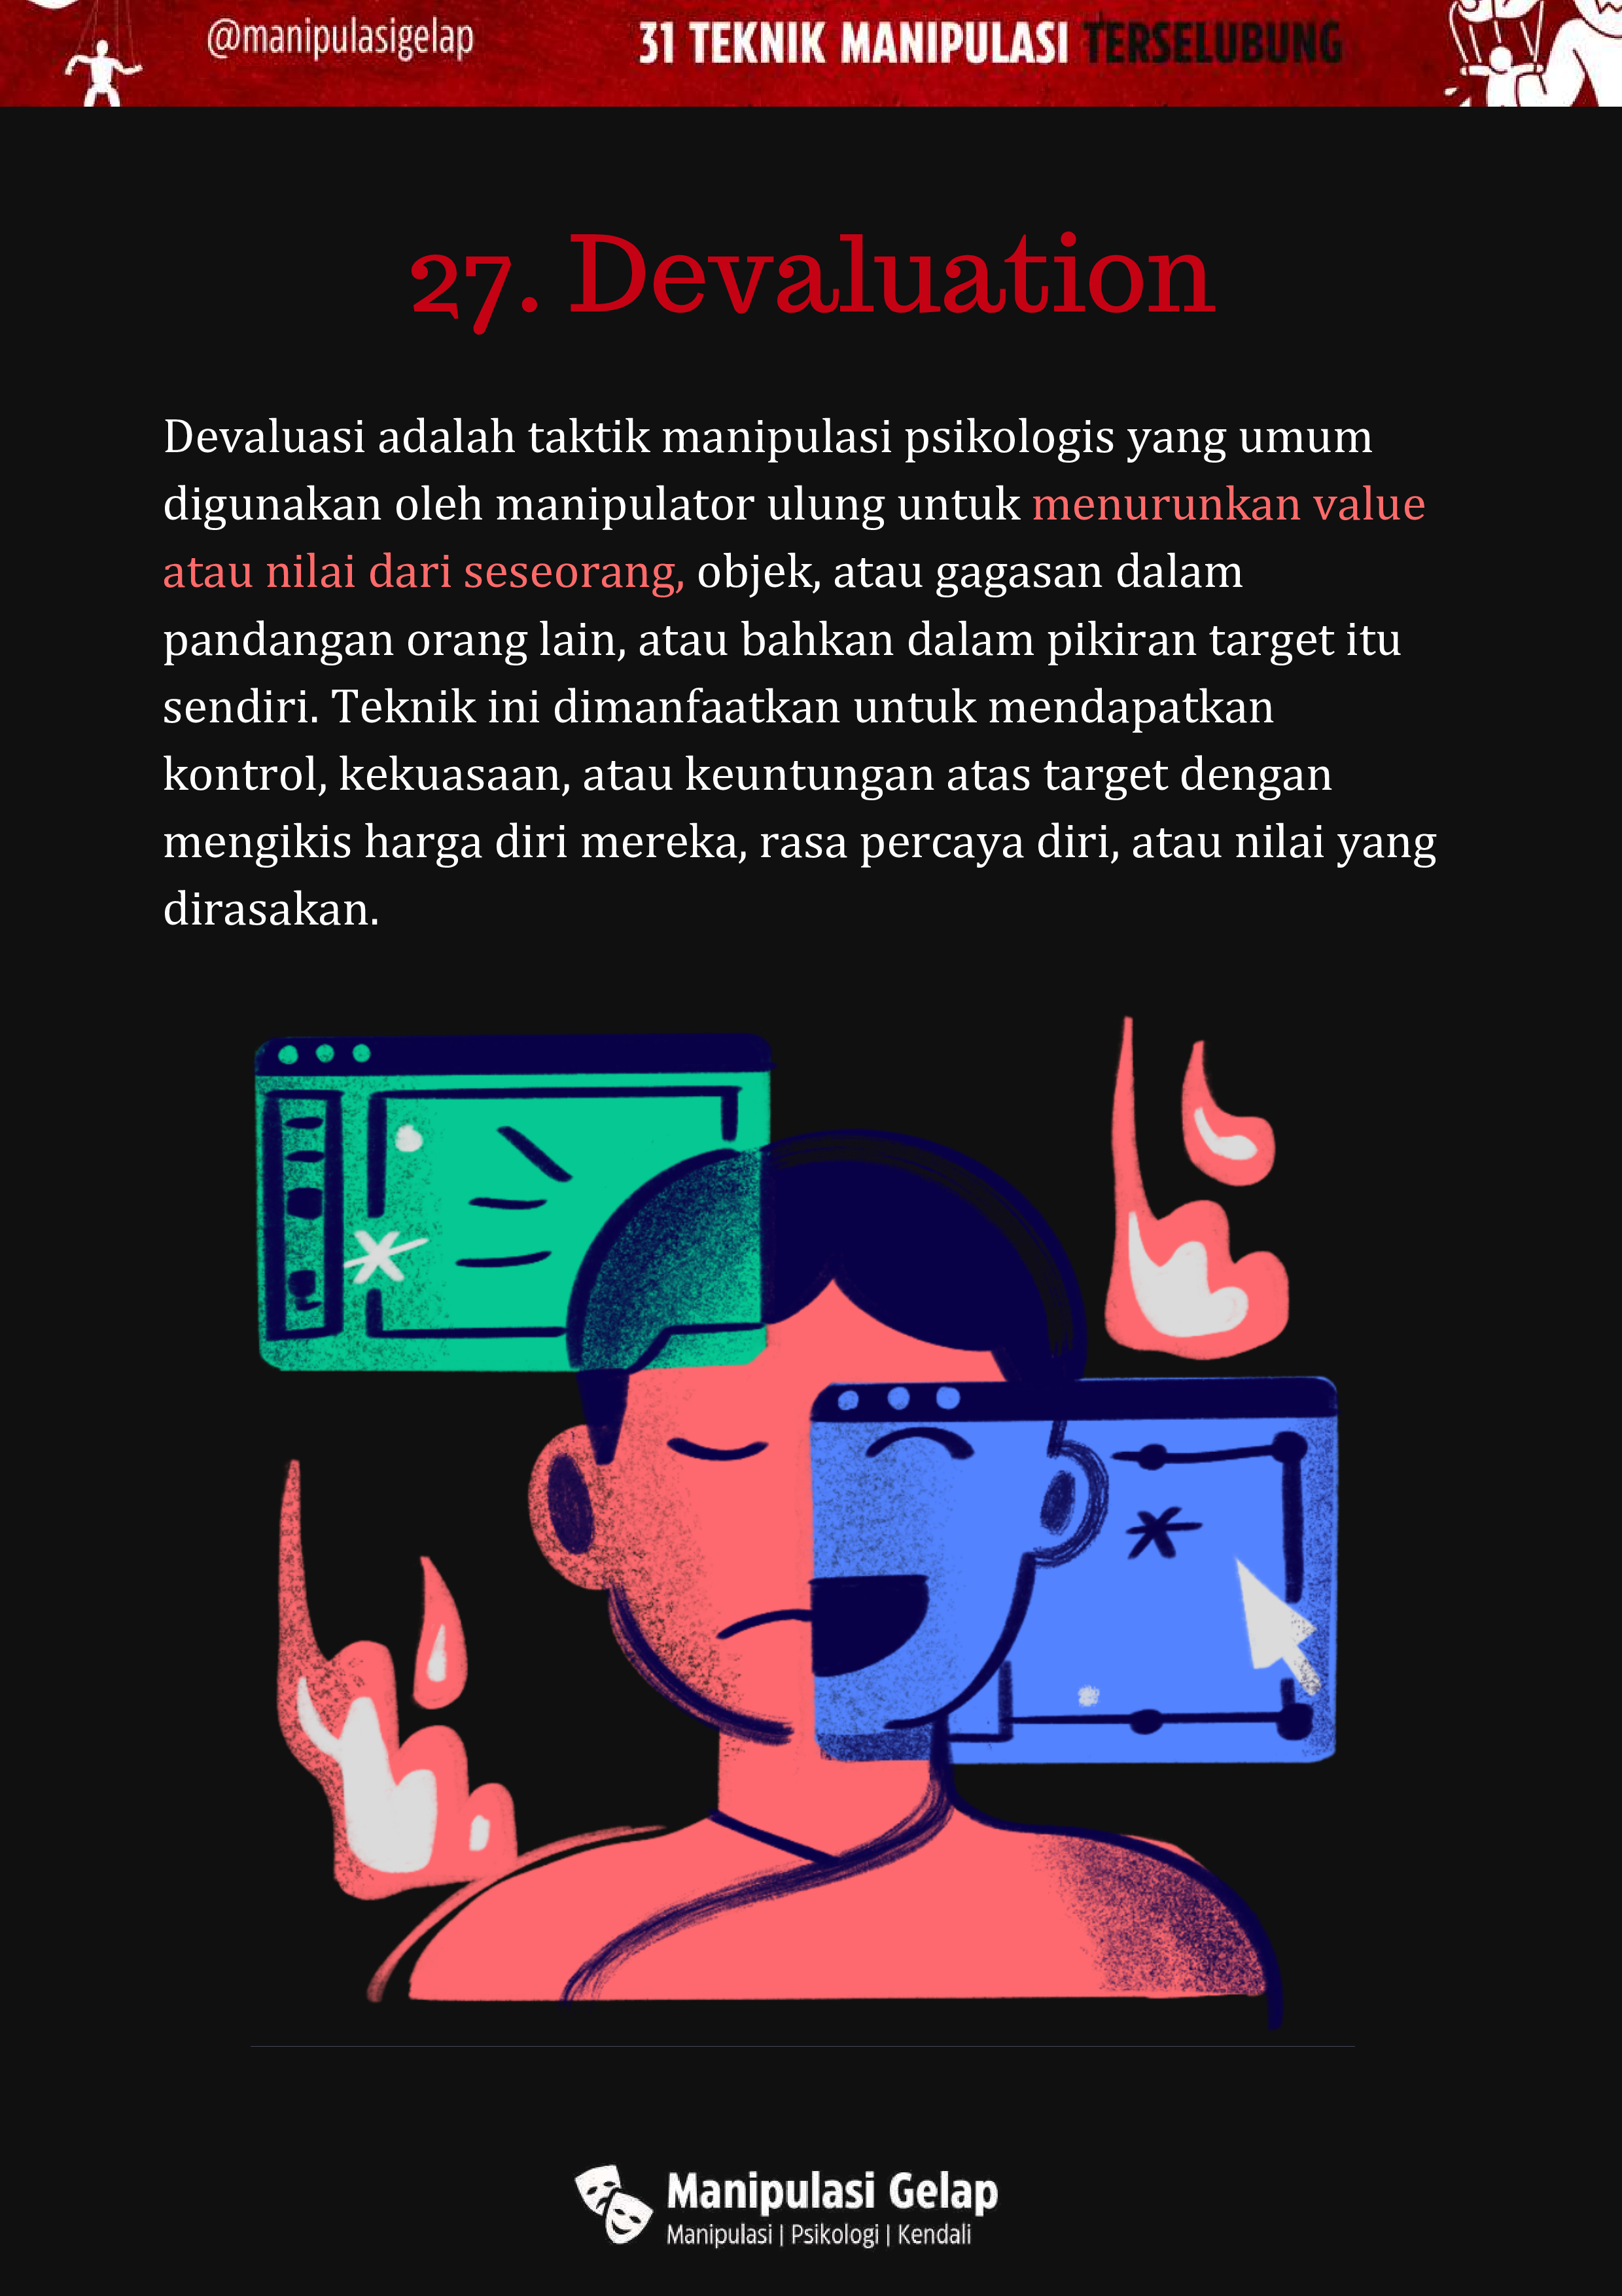 @manipulasigelap
31 TEKNIK MANIPULASI TERSELUBUNG
27. Devaluation
Devaluasi adalah taktik manipulasi psikologis yang umum
digunakan oleh manipulator ulung untuk menurunkan value
atau nilai dari seseorang, objek, atau gagasan dalam
pandangan orang lain, atau bahkan dalam pikiran target itu
sendiri. Teknik ini dimanfaatkan untuk mendapatkan
kontrol, kekuasaan, atau keuntungan atas target dengan
mengikis harga diri mereka, rasa percaya diri, atau nilai yang
dirasakan.
Manipulasi Gelap
Manipulasi | Psikologi | Kendali